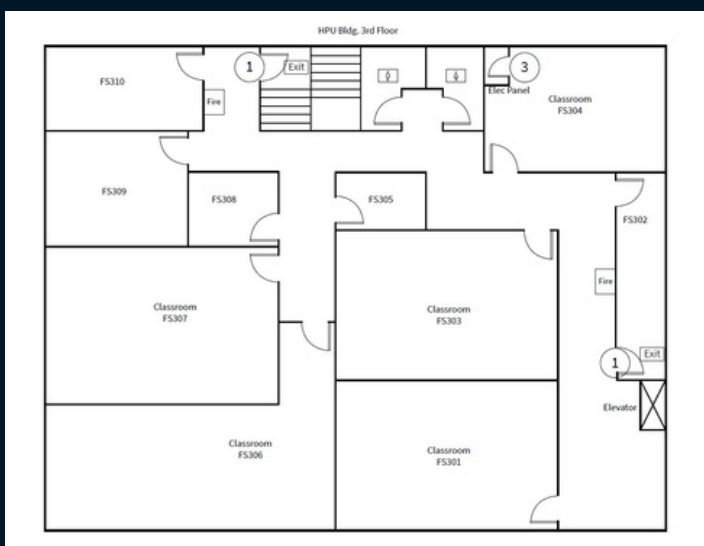 HPU Bldg. 3rd Floor
FS310
1
Exit
3
Fire
Elec Panel
Classroom
FS304
FS309
FS308
FS305
FS302
Classroom
FS307
Classroom
FS303
Fire
1
Exit
Elevator
Classroom
FS306
Classroom
FS301